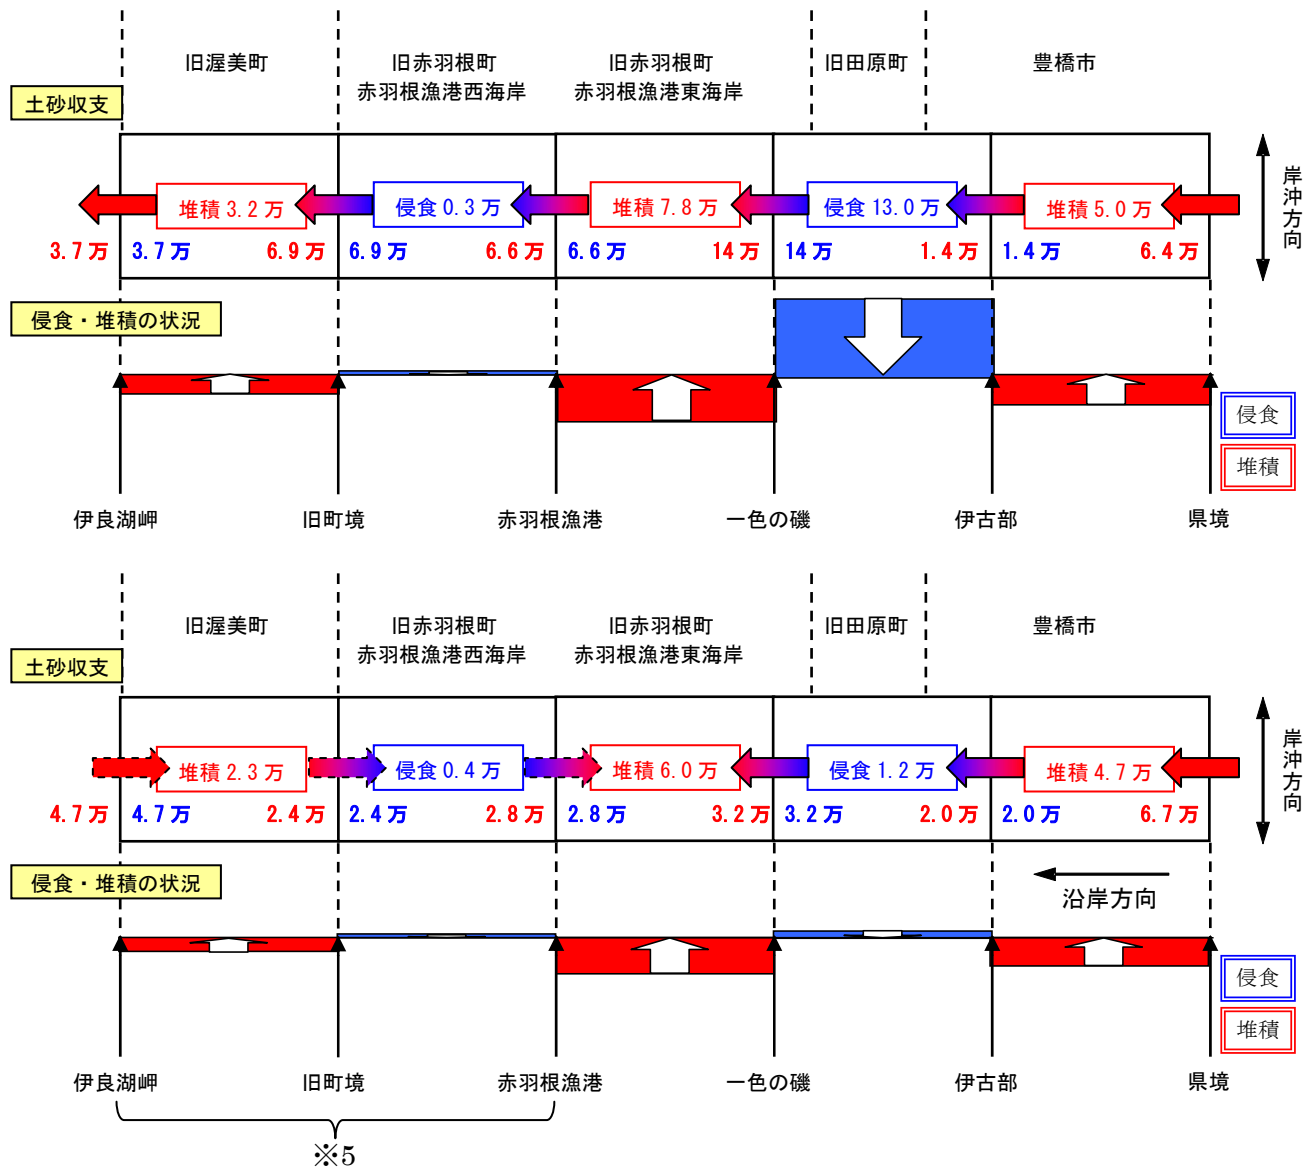 旧渥美町
旧赤羽根町
赤羽根漁港西海岸
旧赤羽根町
赤羽根漁港東海岸
旧田原町
豊橋市
土砂収支
堆積 3.2 万
侵食 0.3 万
堆積 7.8 万
侵食 13.0 万
堆積 5.0 万
岸沖方向
3.7 万 3.7 万 6.9 万 6.9 万 6.6 万 6.6 万 14 万 14 万 1.4 万 1.4 万 6.4 万
侵食・堆積の状況
侵食
堆積
伊良湖岬 旧町境 赤羽根漁港 一色の磯 伊古部 県境
旧渥美町
旧赤羽根町
赤羽根漁港西海岸
旧赤羽根町
赤羽根漁港東海岸
旧田原町
豊橋市
土砂収支
堆積 2.3 万
侵食 0.4 万
堆積 6.0 万
侵食 1.2 万
堆積 4.7 万
岸沖方向
4.7 万 4.7 万 2.4 万 2.4 万 2.8 万 2.8 万 3.2 万 3.2 万 2.0 万 2.0 万 6.7 万
侵食・堆積の状況
沿岸方向
侵食
堆積
伊良湖岬 旧町境 赤羽根漁港 一色の磯 伊古部 県境
※5